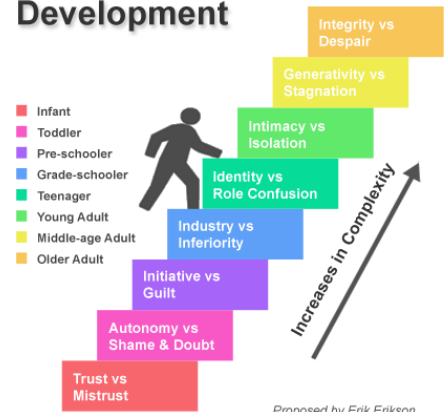 Development
Integrity vs
Despair
Generativity vs
Stagnation
Intimacy vs
Isolation
Identity vs
Role Confusion
Industry vs
Inferiority
Initiative vs
Guilt
Autonomy vs
Shame & Doubt
Trust vs
Mistrust
Infant
Toddler
Pre-schooler
Grade-schooler
Teenager
Young Adult
Middle-age Adult
Older Adult
Increases in Complexity
Proposed by Erik Erikson